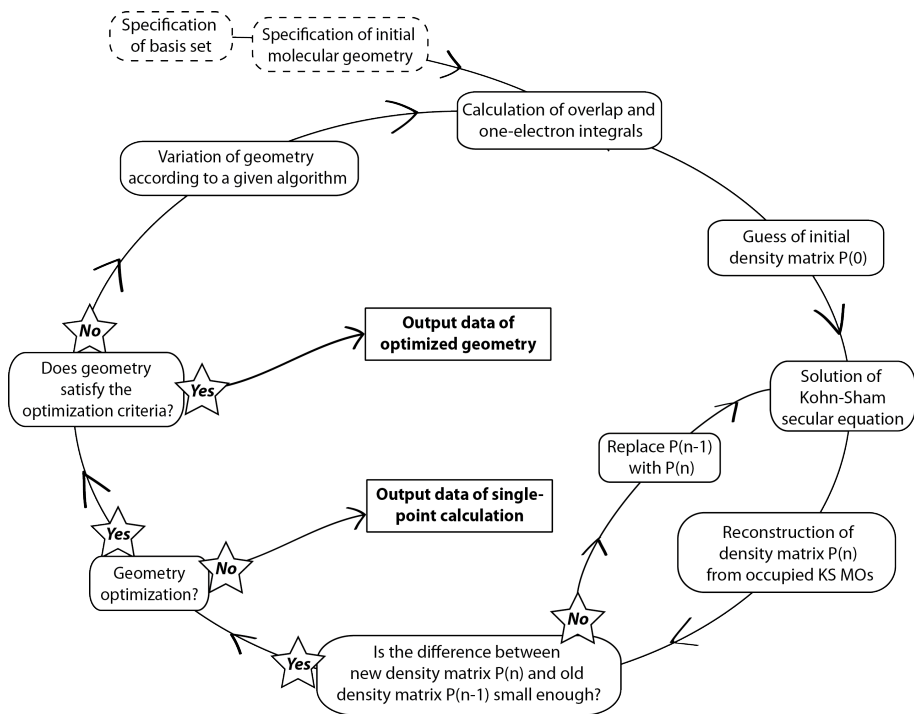 Specification
of basis set
Specification of initial
molecular geometry
Calculation of overlap and
one-electron integrals
Variation of geometry
according to a given algorithm
Guess of initial
density matrix P(0)
No
Output data of
optimized geometry
Does geometry
satisfy the
optimization criteria?
Yes
Solution of
Kohn-Sham
secular equation
Replace P(n-1)
with P(n)
Output data of single-
point calculation
Yes
Reconstruction of
density matrix P(n)
from occupied KS MOs
Geometry
optimization?
No
No
Yes
Is the difference between
new density matrix P(n) and old
density matrix P(n-1) small enough?